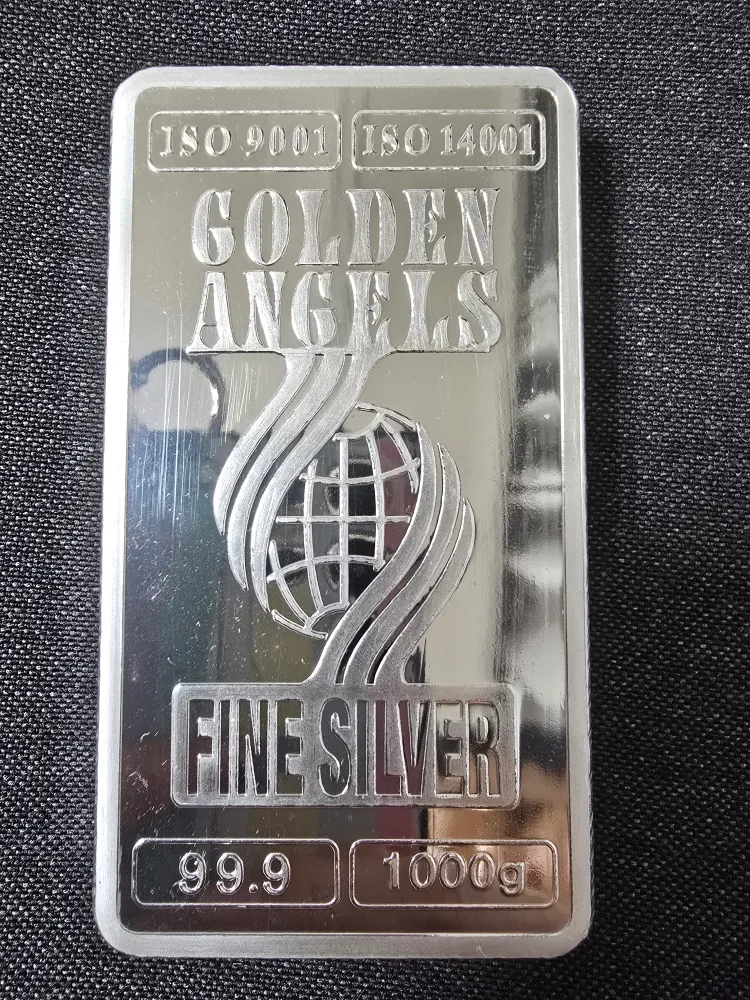 ISO 9001 ISO 14001
GOLDEN
ANGELS
FINE SILVER
99.9 1000g